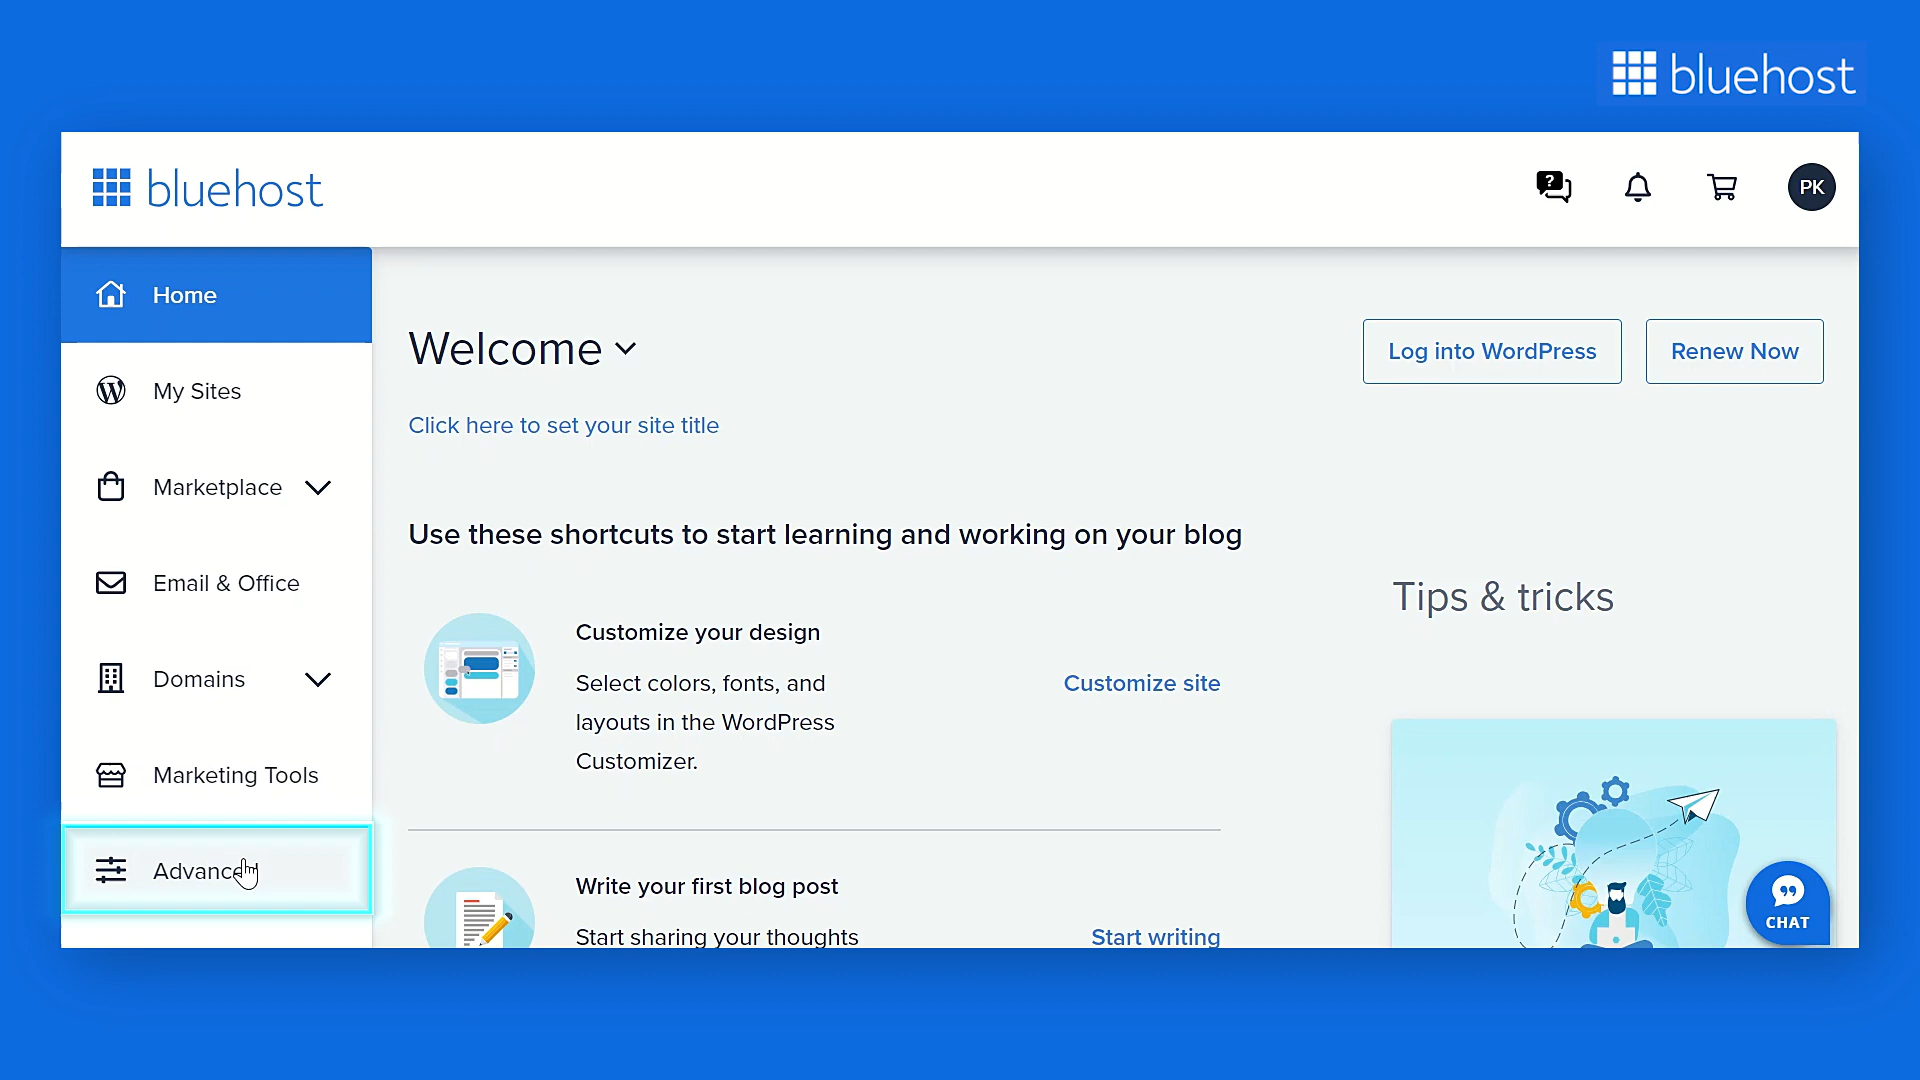 bluehost
bluehost
?
PK
Home
My Sites
Marketplace
Email & Office
Domains
Marketing Tools
Advanced
Welcome
Log into WordPress
Renew Now
Click here to set your site title
Use these shortcuts to start learning and working on your blog
Customize your design
Select colors, fonts, and
layouts in the WordPress
Customizer.
Customize site
Write your first blog post
Start sharing your thoughts
Start writing
Tips & tricks
CHAT